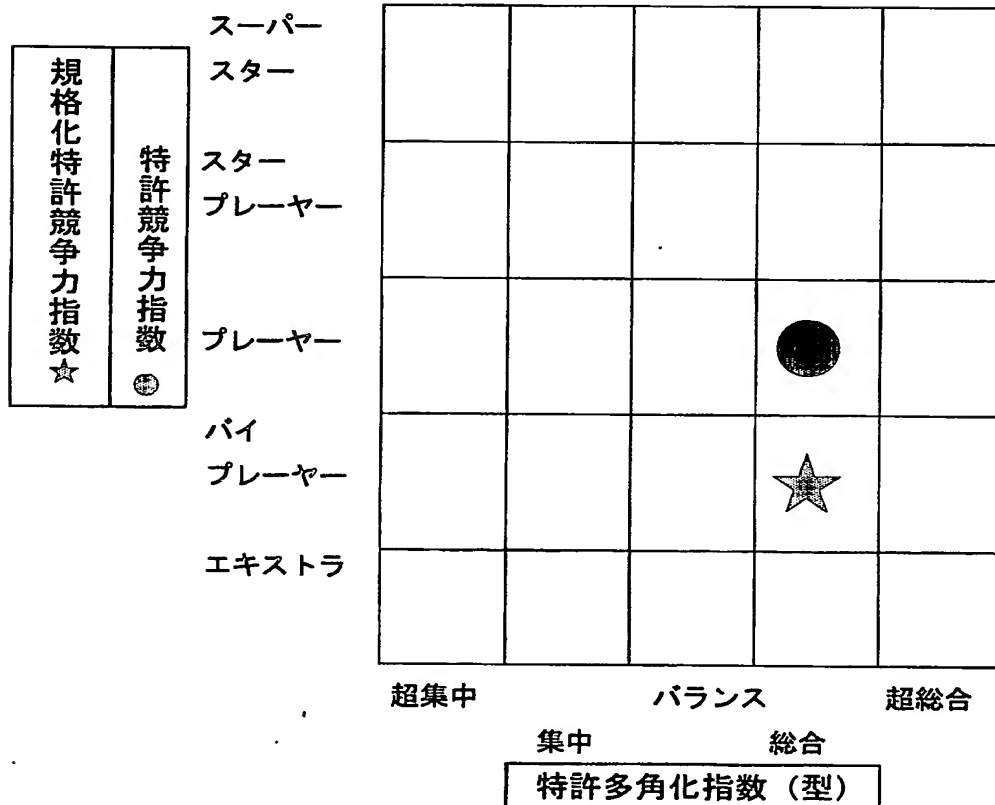 規格化特許競争力指数☆
特許競争力指数
スーパー
スター
スター
プレーヤー
プレーヤー
バイ
プレーヤー
エキストラ
超集中
集中
バランス
総合
超総合
特許多角化指数（型）